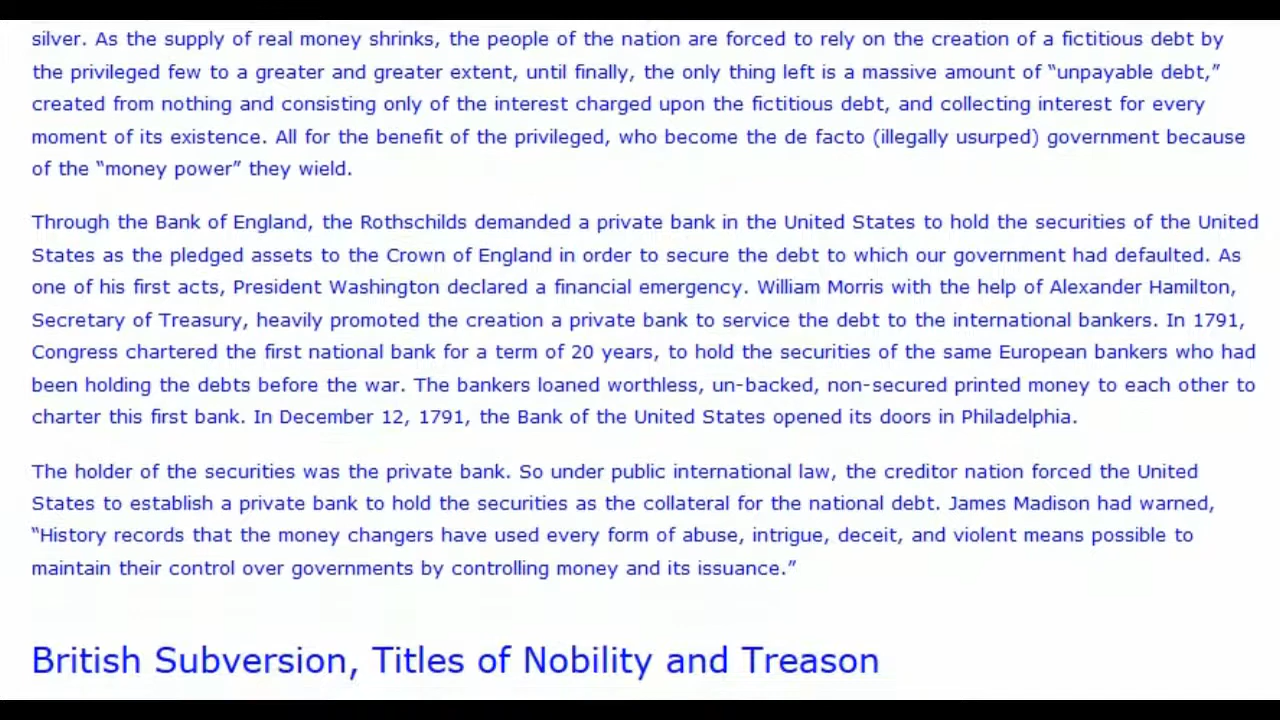 silver. As the supply of real money shrinks, the people of the nation are forced to rely on the creation of a fictitious debt by
the privileged few to a greater and greater extent, until finally, the only thing left is a massive amount of “unpayable debt,”
created from nothing and consisting only of the interest charged upon the fictitious debt, and collecting interest for every
moment of its existence. All for the benefit of the privileged, who become the de facto (illegally usurped) government because
of the “money power” they wield.
Through the Bank of England, the Rothschilds demanded a private bank in the United States to hold the securities of the United
States as the pledged assets to the Crown of England in order to secure the debt to which our government had defaulted. As
one of his first acts, President Washington declared a financial emergency. William Morris with the help of Alexander Hamilton,
Secretary of Treasury, heavily promoted the creation a private bank to service the debt to the international bankers. In 1791,
Congress chartered the first national bank for a term of 20 years, to hold the securities of the same European bankers who had
been holding the debts before the war. The bankers loaned worthless, un-backed, non-secured printed money to each other to
charter this first bank. In December 12, 1791, the Bank of the United States opened its doors in Philadelphia.
The holder of the securities was the private bank. So under public international law, the creditor nation forced the United
States to establish a private bank to hold the securities as the collateral for the national debt. James Madison had warned,
“History records that the money changers have used every form of abuse, intrigue, deceit, and violent means possible to
maintain their control over governments by controlling money and its issuance.”
British Subversion, Titles of Nobility and Treason